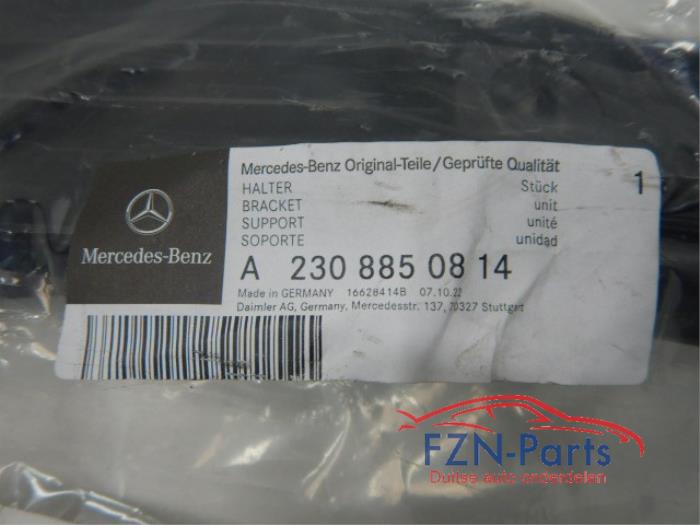 Mercedes-Benz
Mercedes-Benz Original-Teile/Geprüfte Qualität
HALTER Stück 1
BRACKET unit
SUPPORT unité
SOPORTE unidad
A 230 885 08 14
Made in GERMANY 16628414B 07.10.22
Daimler AG, Germany, Mercedesstr. 137, 70327 Stuttgart
FZN-Parts
Duitse auto onderdelen